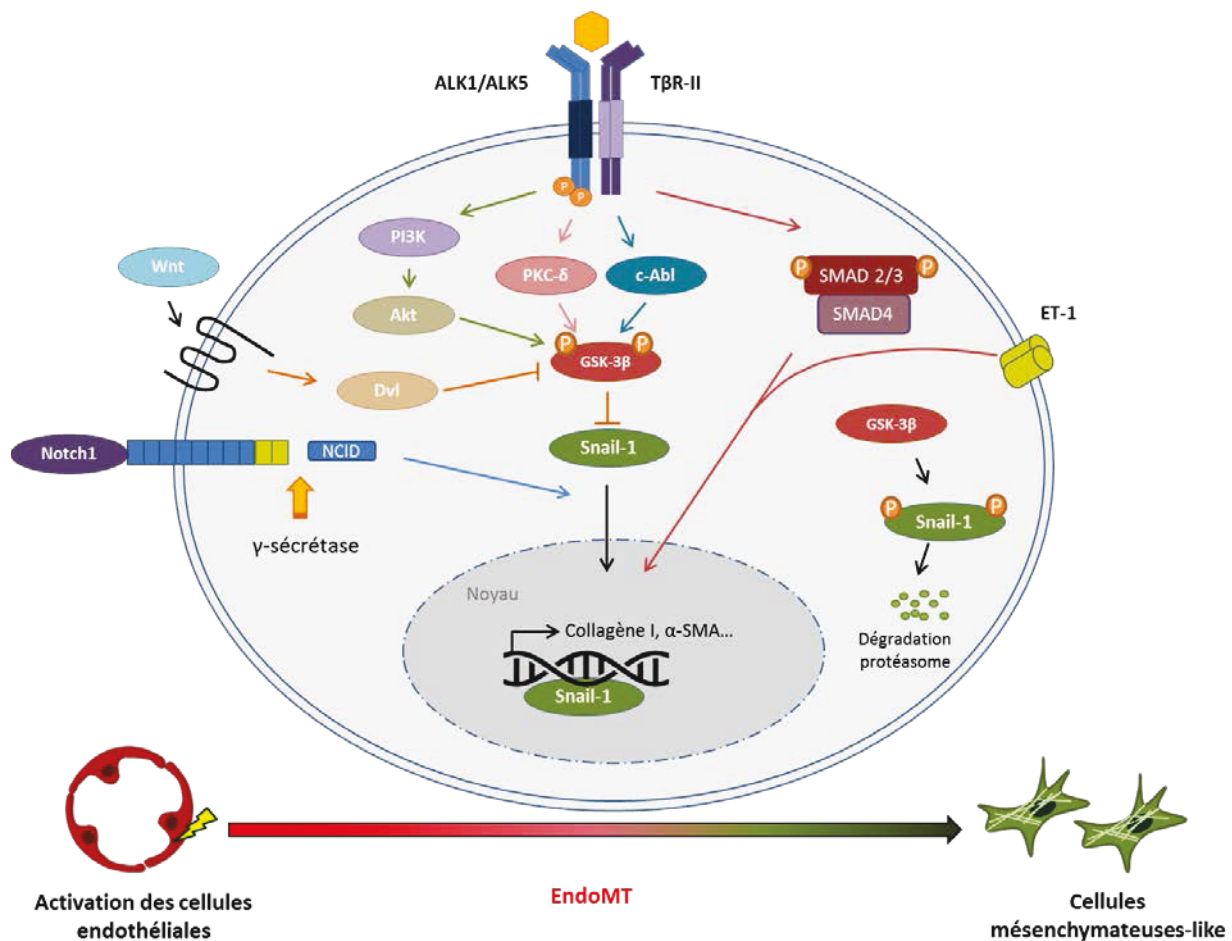 ALK1/ALK5
TβR-II
P
P
PI3K
Wnt
PKC-δ
c-Abl
P
P
SMAD 2/3
SMAD4
ET-1
Akt
P
P
GSK-3β
Dvl
GSK-3β
Notch1
NCID
Snail-1
P
P
Snail-1
γ-sécrétase
Noyau
Collagène I, α-SMA...
Dégradation
protéasome
Snail-1
EndoMT
Activation des cellules
endothéliales
Cellules
mésenchymateuses-like